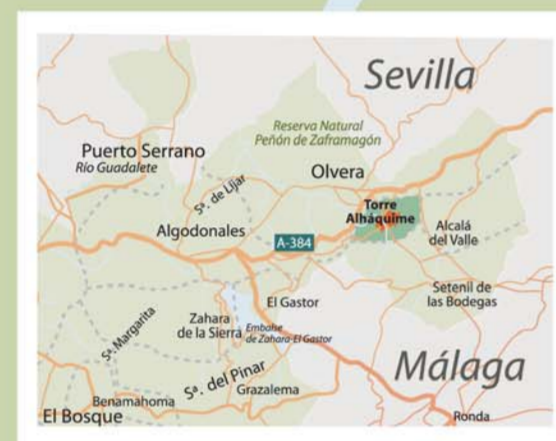 Sevilla
Reserva Natural
Peñón de Zaframagón
Puerto Serrano
Río Guadalete
Olvera
Sª. de Líjar
Torre
Alháquime
Algodonales
Alcalá
del Valle
A-384
Setenil de
las Bodegas
El Gastor
Zahara
de la Sierra
Embalse
de Zahara-El Gastor
Sª. Margarita
Málaga
Sª. del Pinar
Grazalema
Benamahoma
El Bosque
Ronda